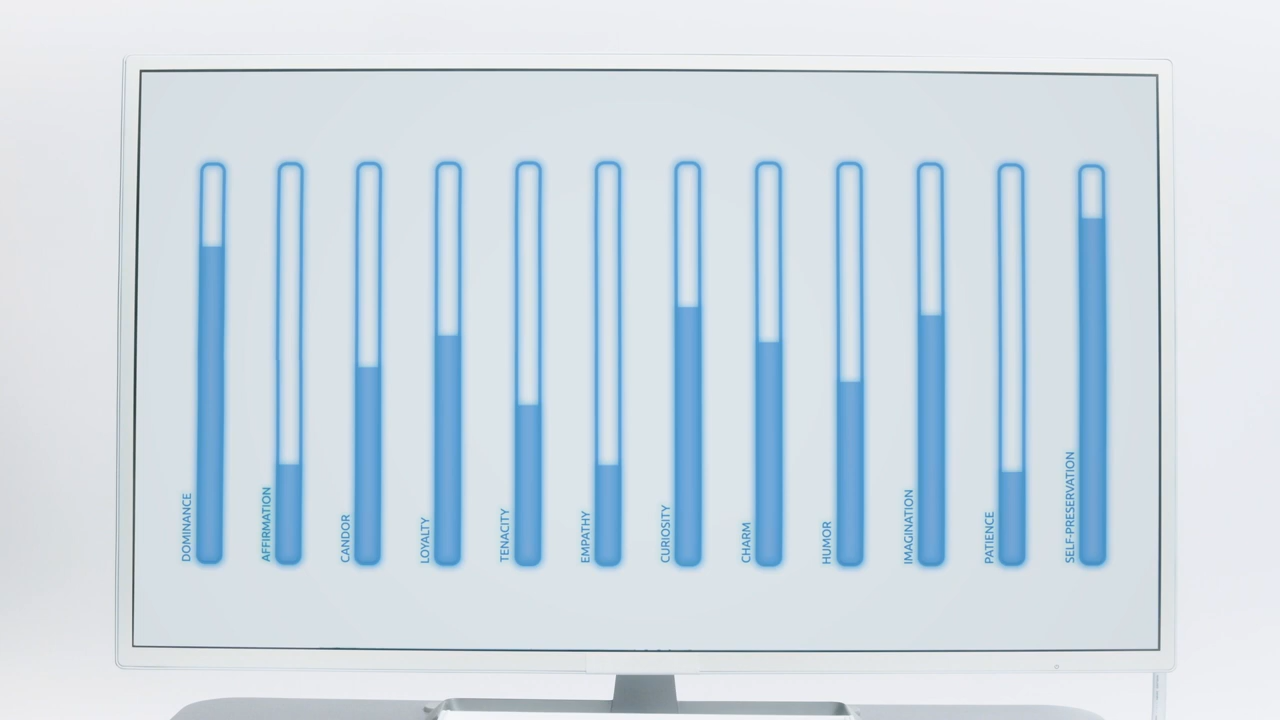 DOMINANCE
AFFIRMATION
CANDOR
LOYALTY
TENACITY
EMPATHY
CURIOSITY
CHARM
HUMOR
IMAGINATION
PATIENCE
SELF-PRESERVATION